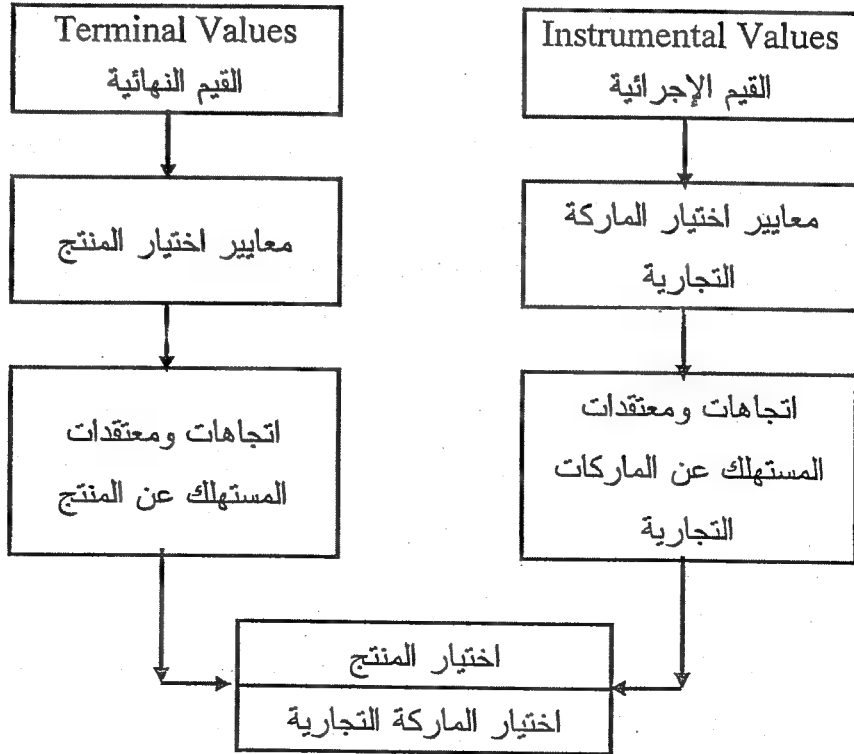 Terminal Values
القيم النهائية
Instrumental Values
القيم الإجرائية
معايير اختيار المنتج
معايير اختيار الماركة
التجارية
اتجاهات ومعتقدات
المستهلك عن المنتج
اتجاهات ومعتقدات
المستهلك عن الماركات
التجارية
اختيار المنتج
اختيار الماركة التجارية